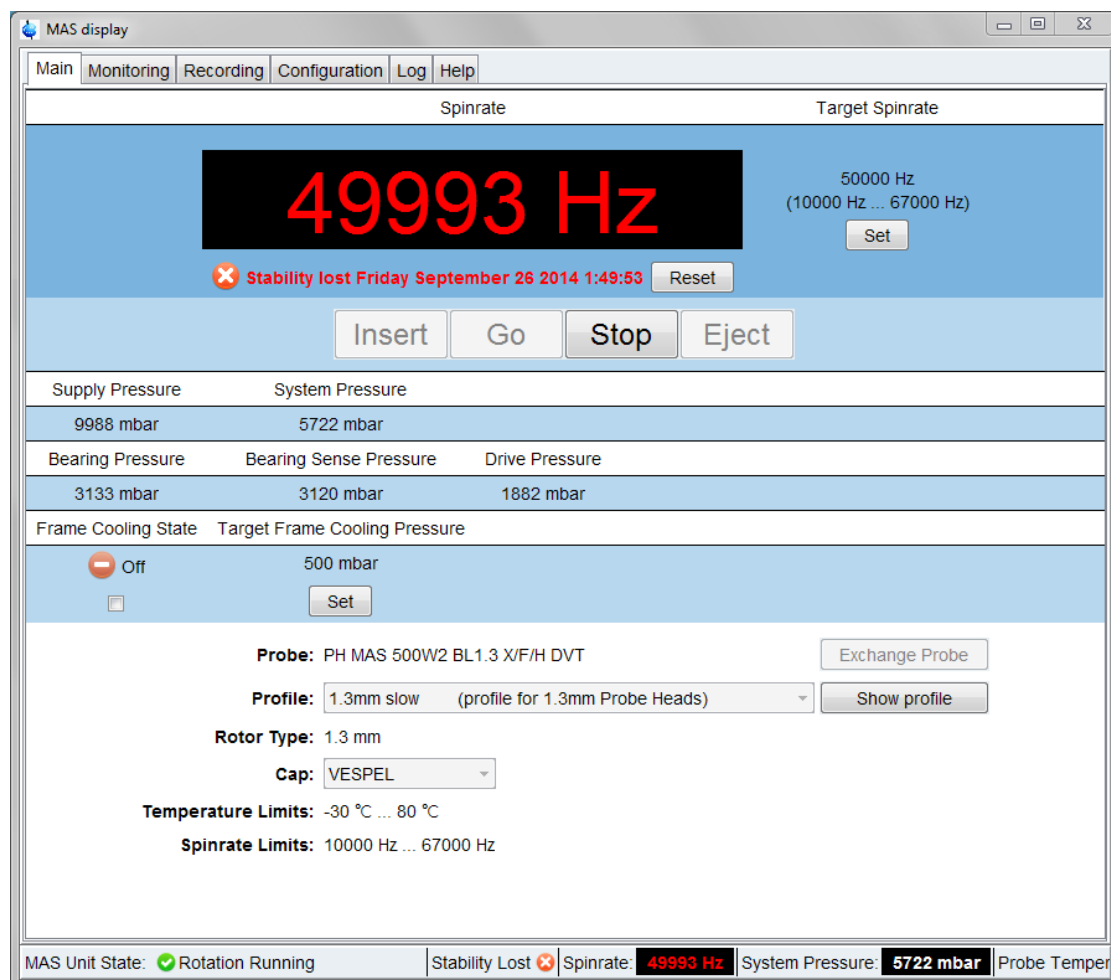 MAS display
Main Monitoring Recording Configuration Log Help
Spinrate Target Spinrate
49993 Hz
50000 Hz
(10000 Hz ... 67000 Hz)
Set
Stability lost Friday September 26 2014 1:49:53 Reset
Insert Go Stop Eject
Supply Pressure System Pressure
9988 mbar 5722 mbar
Bearing Pressure Bearing Sense Pressure Drive Pressure
3133 mbar 3120 mbar 1882 mbar
Frame Cooling State Target Frame Cooling Pressure
Off 500 mbar
Set
Probe: PH MAS 500W2 BL1.3 X/F/H DVT Exchange Probe
Profile: 1.3mm slow (profile for 1.3mm Probe Heads) Show profile
Rotor Type: 1.3 mm
Cap: VESPEL
Temperature Limits: -30 °C ... 80 °C
Spinrate Limits: 10000 Hz ... 67000 Hz
MAS Unit State: Rotation Running Stability Lost Spinrate: 49993 Hz System Pressure: 5722 mbar Probe Temper